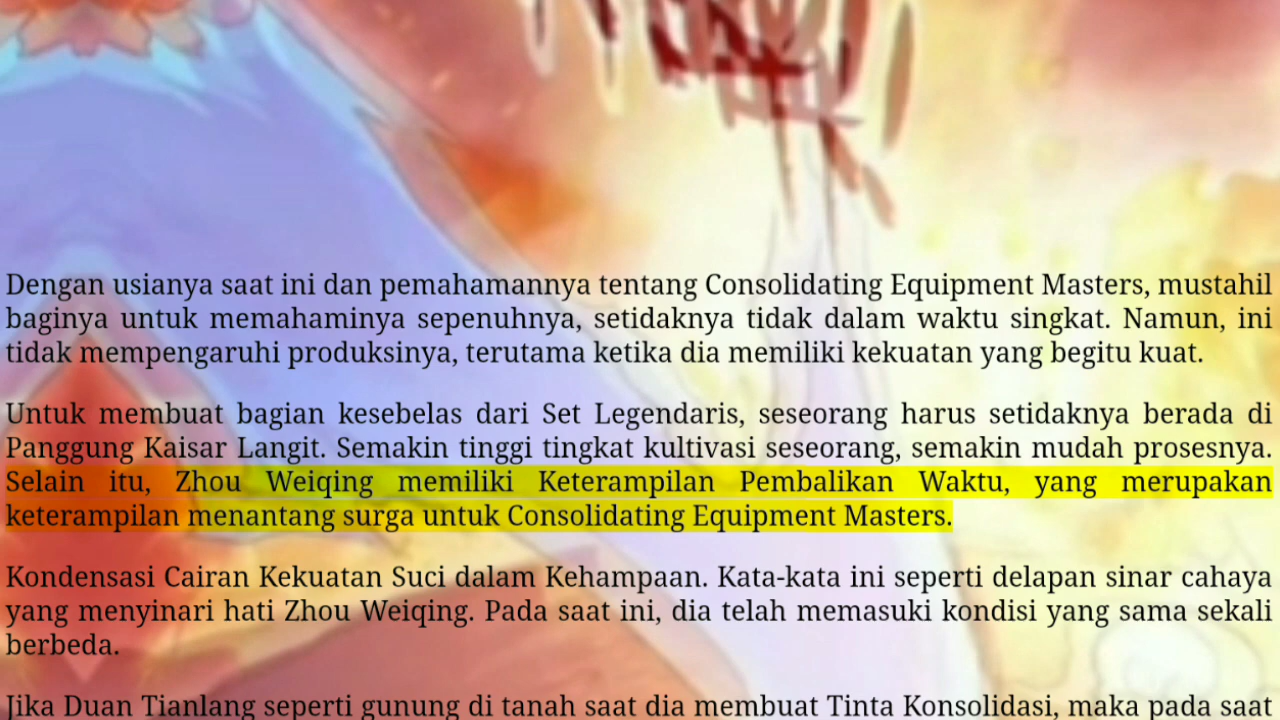 Dengan usianya saat ini dan pemahamannya tentang Consolidating Equipment Masters, mustahil
baginya untuk memahaminya sepenuhnya, setidaknya tidak dalam waktu singkat. Namun, ini
tidak mempengaruhi produksinya, terutama ketika dia memiliki kekuatan yang begitu kuat.
Untuk membuat bagian kesebelas dari Set Legendaris, seseorang harus setidaknya berada di
Panggung Kaisar Langit. Semakin tinggi tingkat kultivasi seseorang, semakin mudah prosesnya.
Selain itu, Zhou Weiqing memiliki Keterampilan Pembalikan Waktu, yang merupakan
keterampilan menantang surga untuk Consolidating Equipment Masters.
Kondensasi Cairan Kekuatan Suci dalam Kehampaan. Kata-kata ini seperti delapan sinar cahaya
yang menyinari hati Zhou Weiqing. Pada saat ini, dia telah memasuki kondisi yang sama sekali
berbeda.
Jika Duan Tianlang seperti gunung di tanah saat dia membuat Tinta Konsolidasi, maka pada saat